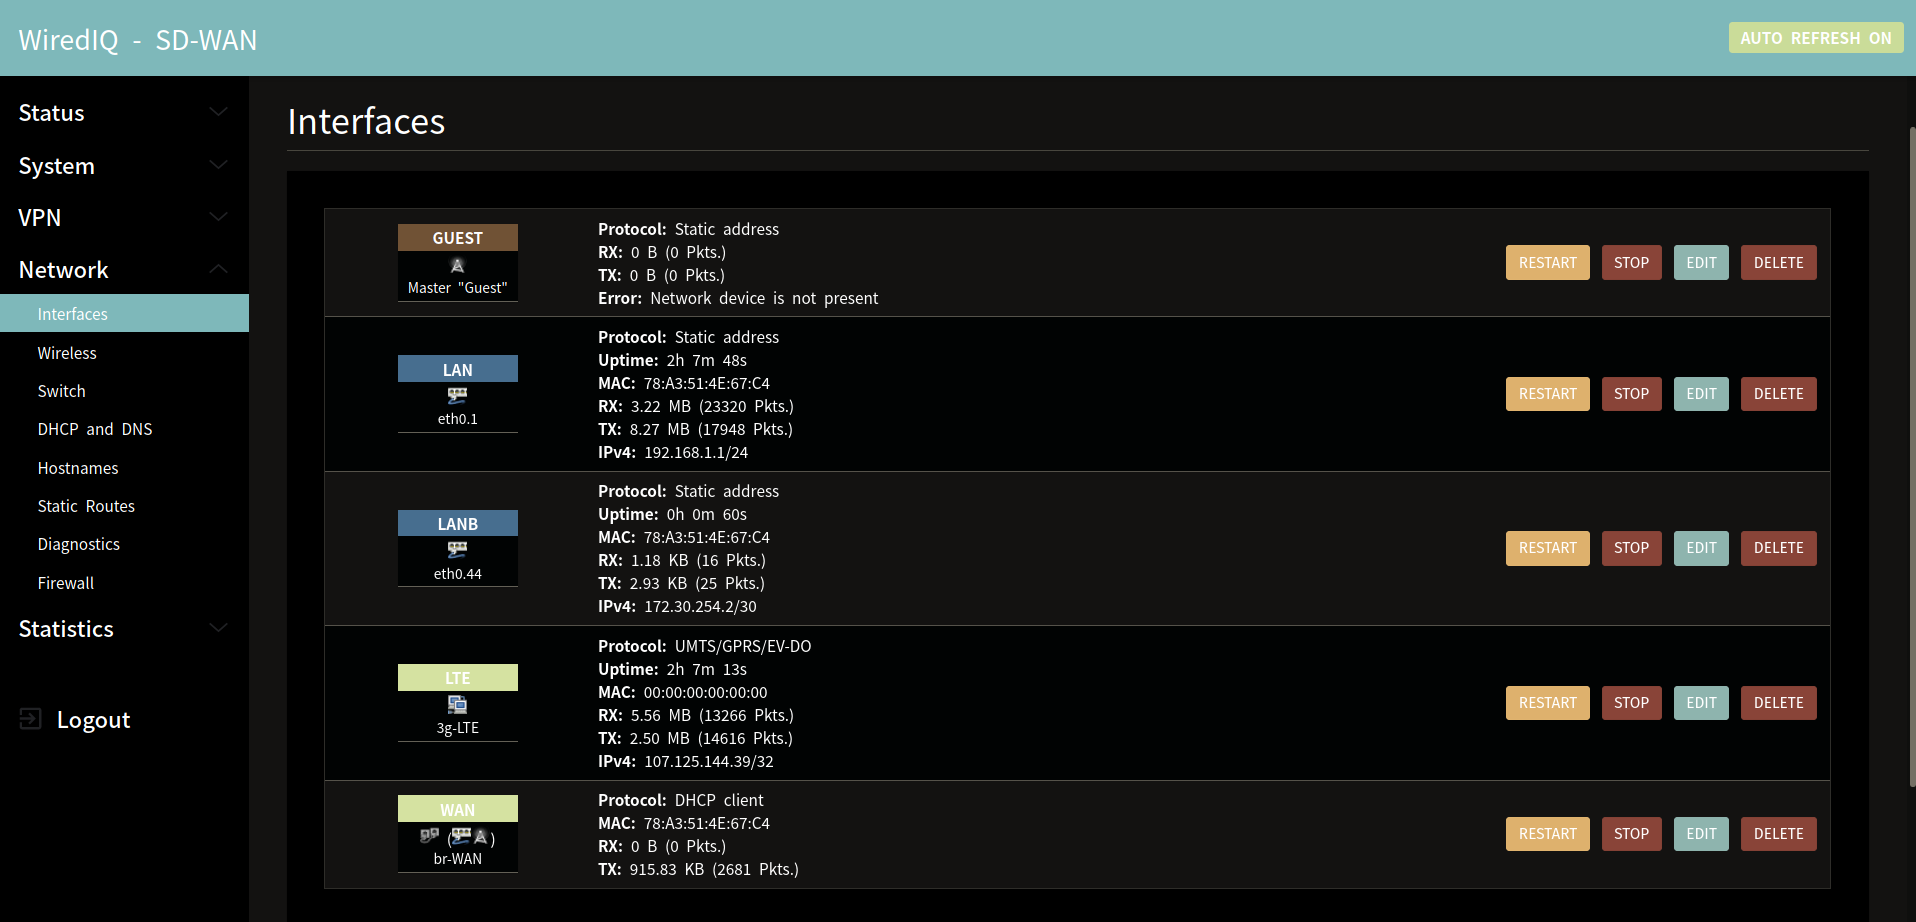 WiredIQ - SD-WAN
AUTO REFRESH ON
Status
System
VPN
Network
Interfaces
Wireless
Switch
DHCP and DNS
Hostnames
Static Routes
Diagnostics
Firewall
Statistics
Logout
Interfaces
GUEST
Master "Guest"
Protocol: Static address
RX: 0 B (0 Pkts.)
TX: 0 B (0 Pkts.)
Error: Network device is not present
RESTART STOP EDIT DELETE
LAN
eth0.1
Protocol: Static address
Uptime: 2h 7m 48s
MAC: 78:A3:51:4E:67:C4
RX: 3.22 MB (23320 Pkts.)
TX: 8.27 MB (17948 Pkts.)
IPv4: 192.168.1.1/24
RESTART STOP EDIT DELETE
LANB
eth0.44
Protocol: Static address
Uptime: 0h 0m 60s
MAC: 78:A3:51:4E:67:C4
RX: 1.18 KB (16 Pkts.)
TX: 2.93 KB (25 Pkts.)
IPv4: 172.30.254.2/30
RESTART STOP EDIT DELETE
LTE
3g-LTE
Protocol: UMTS/GPRS/EV-DO
Uptime: 2h 7m 13s
MAC: 00:00:00:00:00:00
RX: 5.56 MB (13266 Pkts.)
TX: 2.50 MB (14616 Pkts.)
IPv4: 107.125.144.39/32
RESTART STOP EDIT DELETE
WAN
( )
br-WAN
Protocol: DHCP client
MAC: 78:A3:51:4E:67:C4
RX: 0 B (0 Pkts.)
TX: 915.83 KB (2681 Pkts.)
RESTART STOP EDIT DELETE